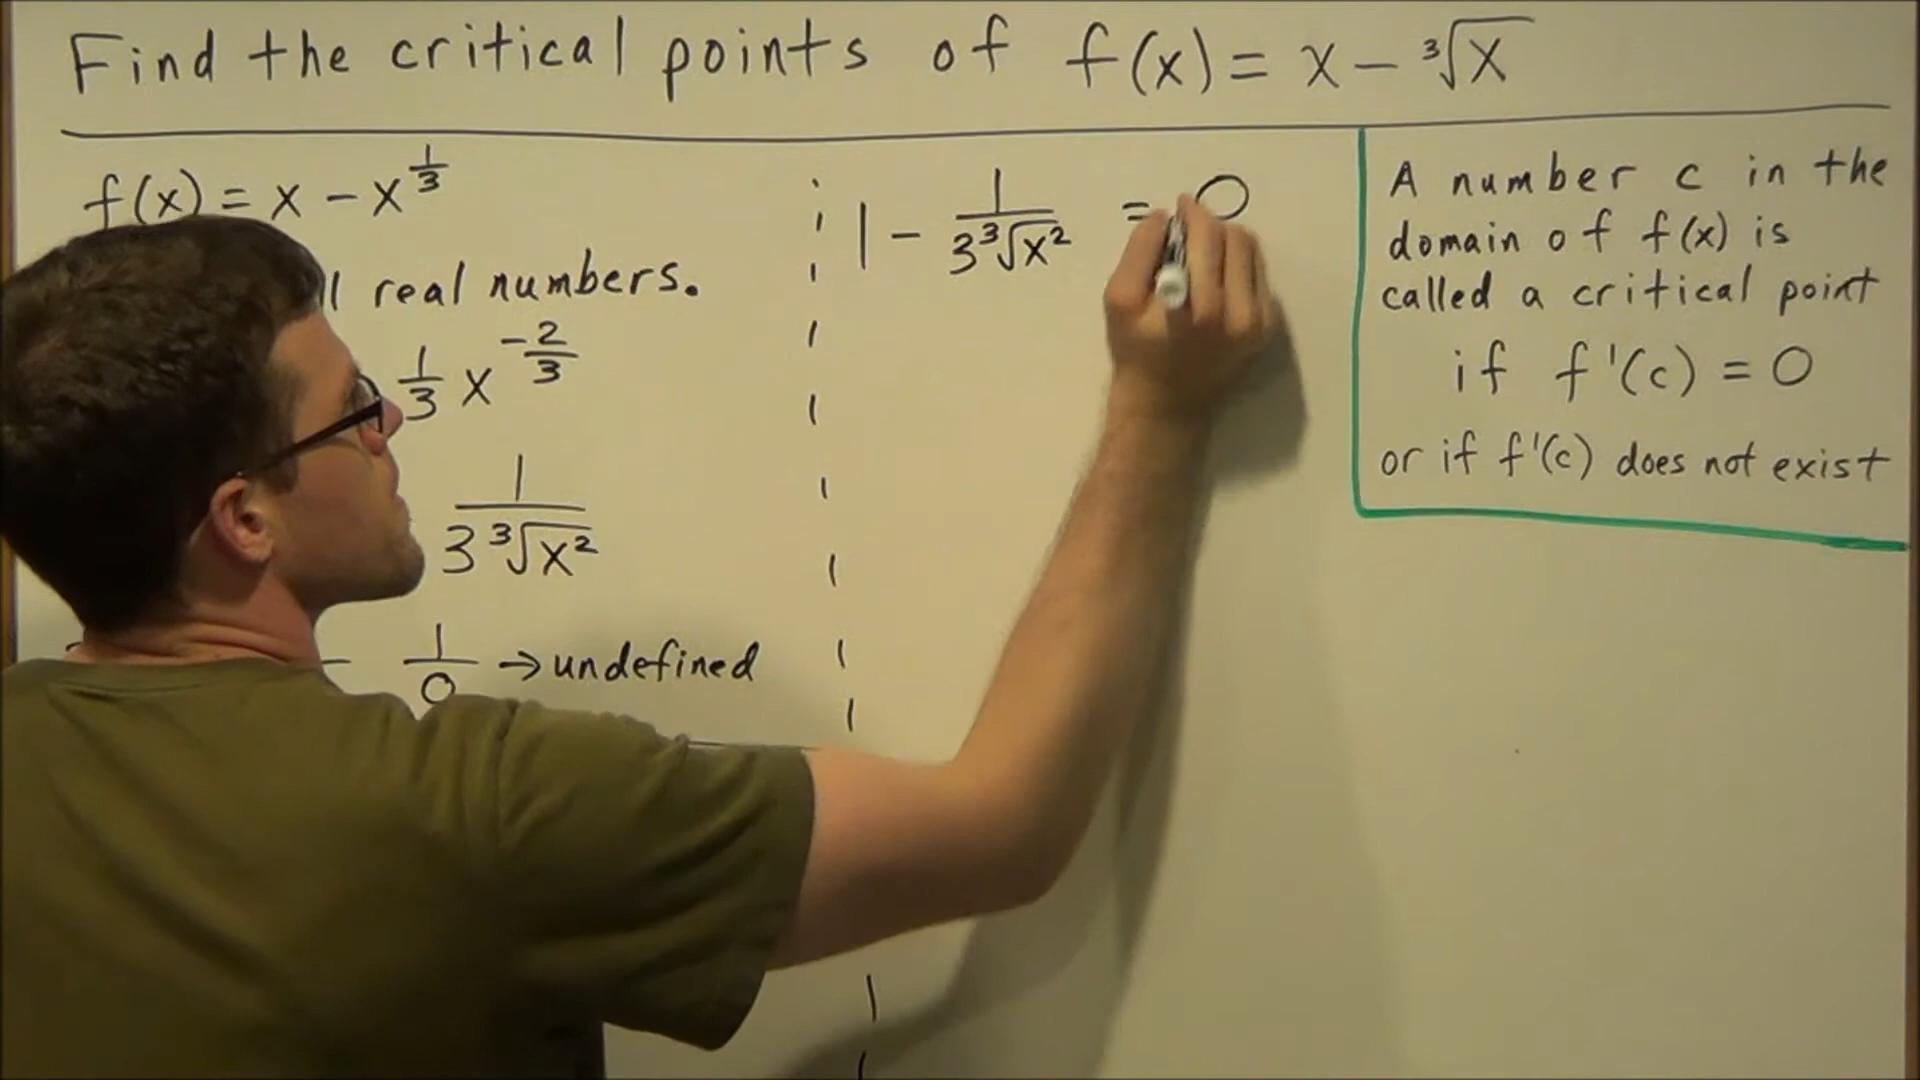 Find the critical points of f(x) = x − ∛x
f(x) = x − x^(1/3)
real numbers.
1/3 x^(−2/3)
1/(3∛x²)
1/0 → undefined
1 − 1/(3∛x²) = 0
A number c in the
domain of f(x) is
called a critical point
if f'(c) = 0
or if f'(c) does not exist